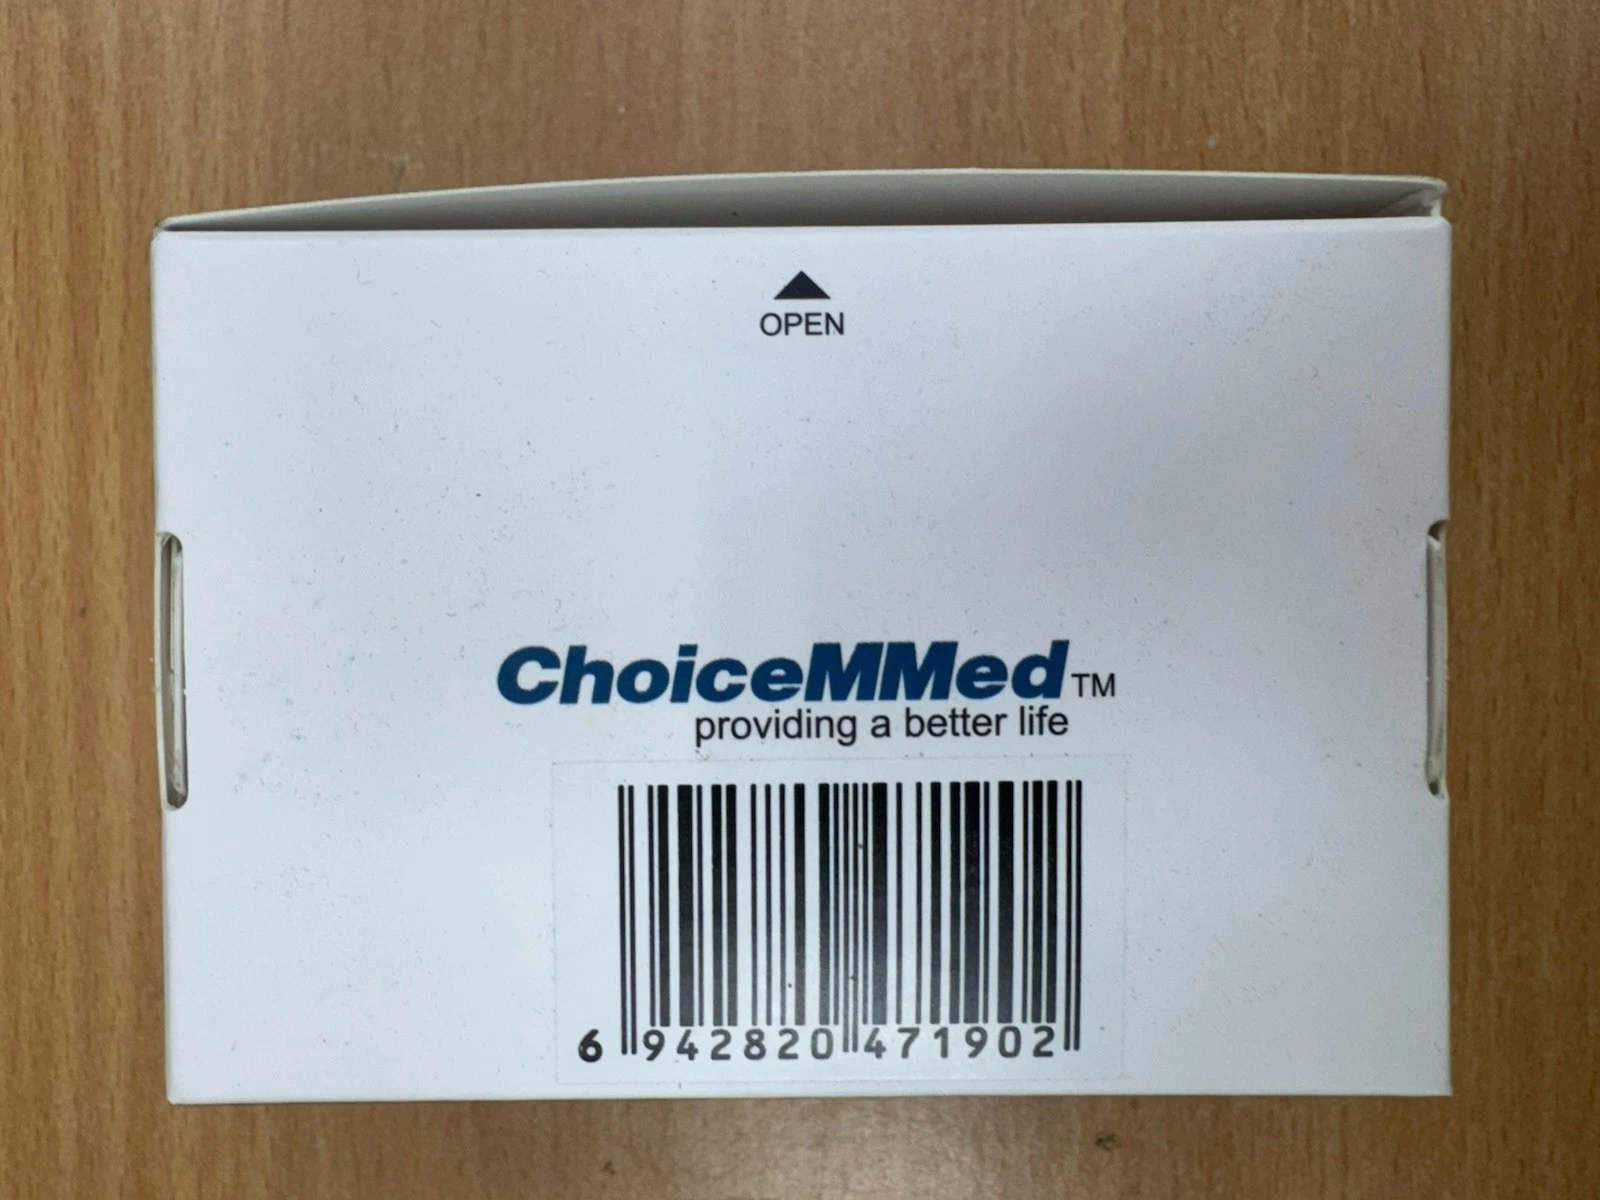 OPEN
ChoiceMMed™
providing a better life
6 942820 471902